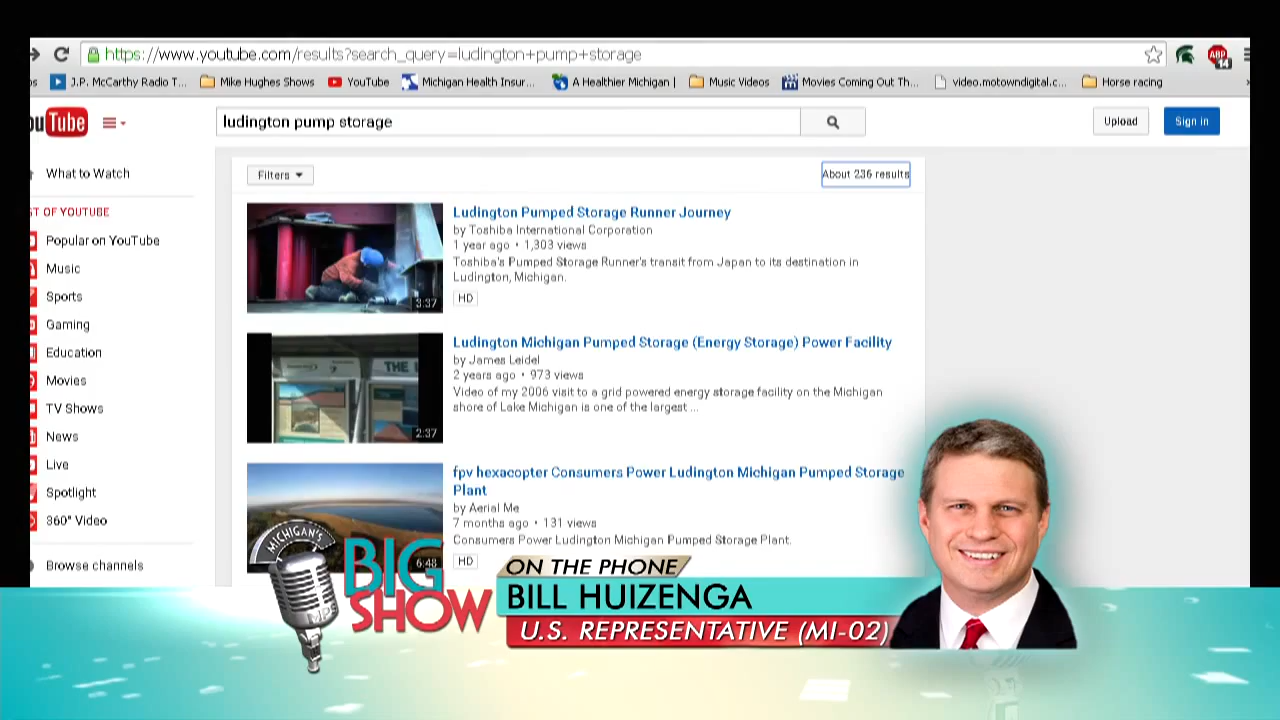 https://www.youtube.com/results?search_query=ludington+pump+storage
ABP
14
ps J.P. McCarthy Radio T... Mike Hughes Shows YouTube Michigan Health Insur... A Healthier Michigan | Music Videos Movies Coming Out Th... video.motowndigital.c... Horse racing
ouTube
ludington pump storage
Upload
Sign in
What to Watch
Filters
About 236 results
ST OF YOUTUBE
Popular on YouTube
Music
Sports
Gaming
Education
Movies
TV Shows
News
Live
Spotlight
360° Video
Browse channels
3:37
Ludington Pumped Storage Runner Journey
by Toshiba International Corporation
1 year ago • 1,303 views
Toshiba's Pumped Storage Runner's transit from Japan to its destination in
Ludington, Michigan.
HD
THE L
2:37
Ludington Michigan Pumped Storage (Energy Storage) Power Facility
by James Leidel
2 years ago • 973 views
Video of my 2006 visit to a grid powered energy storage facility on the Michigan
shore of Lake Michigan is one of the largest ...
6:48
fpv hexacopter Consumers Power Ludington Michigan Pumped Storage
Plant
by Aerial Me
7 months ago • 131 views
Consumers Power Ludington Michigan Pumped Storage Plant.
HD
MICHIGAN'S
BIG
SHOW
ON THE PHONE
BILL HUIZENGA
U.S. REPRESENTATIVE (MI-02)